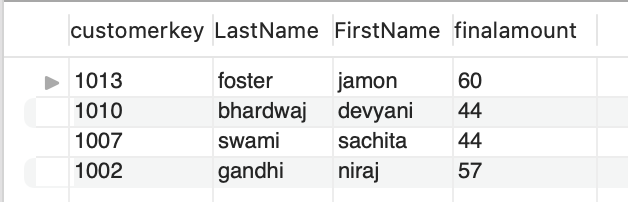 customerkey LastName FirstName finalamount
1013 foster jamon 60
1010 bhardwaj devyani 44
1007 swami sachita 44
1002 gandhi niraj 57